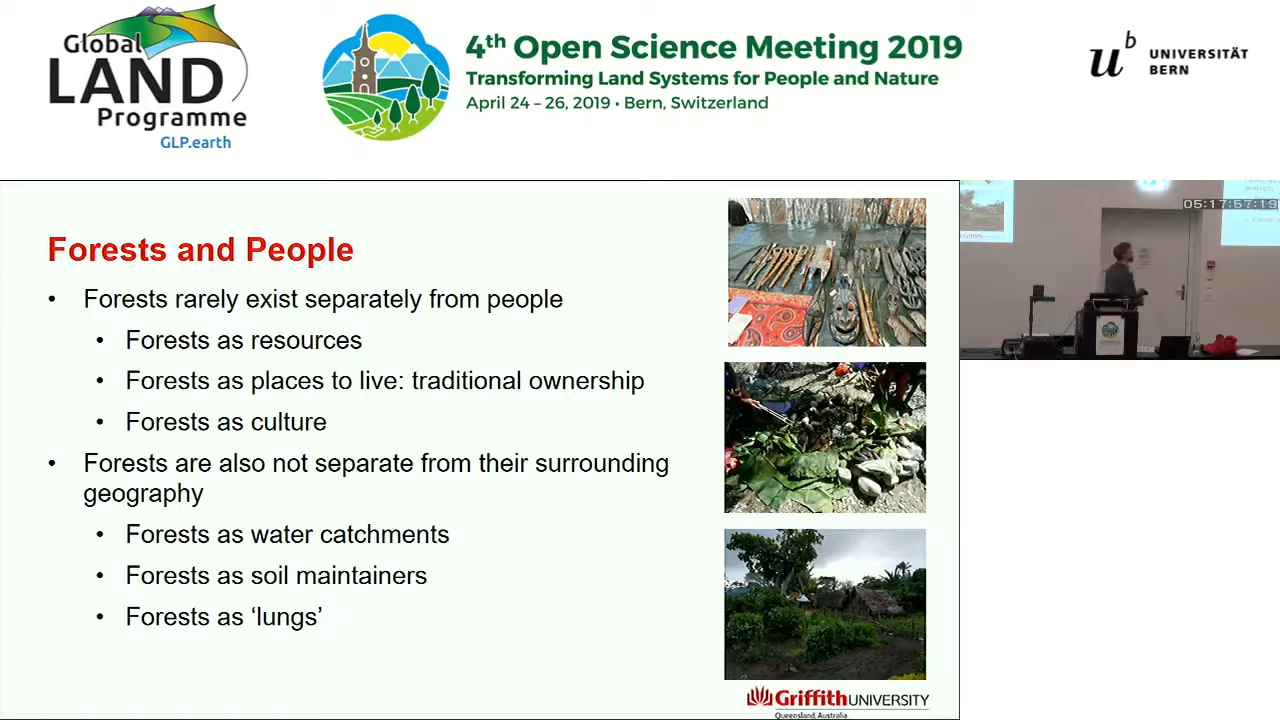 Global
LAND
Programme
GLP.earth
4th Open Science Meeting 2019
Transforming Land Systems for People and Nature
April 24 – 26, 2019 • Bern, Switzerland
u b
UNIVERSITÄT
BERN
Forests and People
• Forests rarely exist separately from people
• Forests as resources
• Forests as places to live: traditional ownership
• Forests as culture
• Forests are also not separate from their surrounding
geography
• Forests as water catchments
• Forests as soil maintainers
• Forests as ‘lungs’
Griffith UNIVERSITY
Queensland, Australia
05:17:57:19